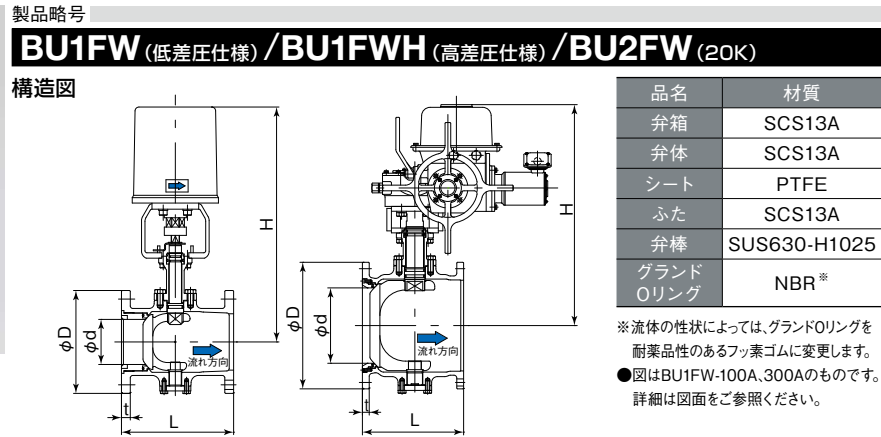 製品略号
BU1FW(低差圧仕様)/BU1FWH(高差圧仕様)/BU2FW(20K)
構造図
H
φD
φd
流れ方向
t
L
H
φD
φd
流れ方向
t
L
品名 材質
弁箱 SCS13A
弁体 SCS13A
シート PTFE
ふた SCS13A
弁棒 SUS630-H1025
グランド
Oリング NBR※
※流体の性状によっては、グランドOリングを
耐薬品性のあるフッ素ゴムに変更します。
●図はBU1FW-100A、300Aのものです。
詳細は図面をご参照ください。